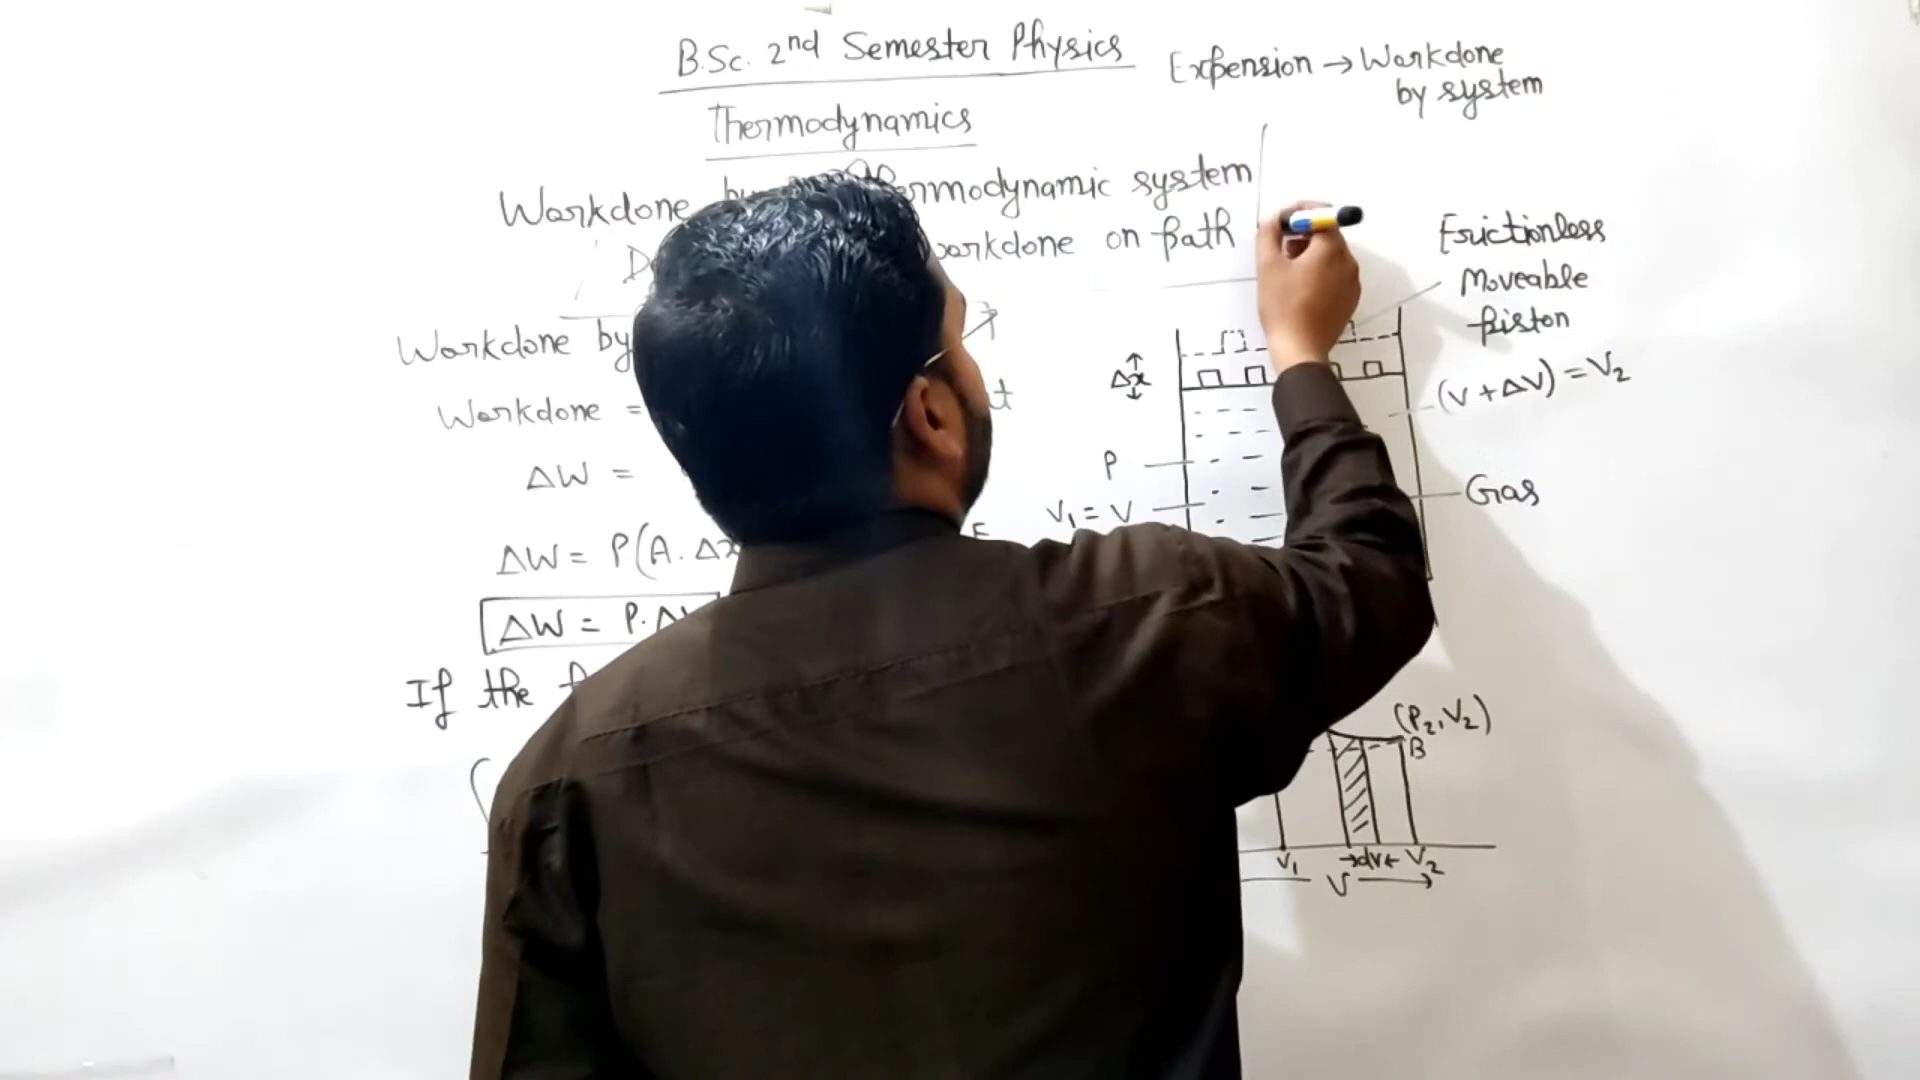 B.Sc. 2nd Semester Physics
Expension → Workdone
by system
Thermodynamics
Workdone thermodynamic system
workdone on path
Frictionless
Moveable
piston
Workdone by
Δx
(V + ΔV) = V2
Workdone =
P
ΔW =
Gas
V1 = V
ΔW = P(A. Δx
ΔW = P. ΔV
If the
(P2, V2)
B
V1 →dv← V2
V →